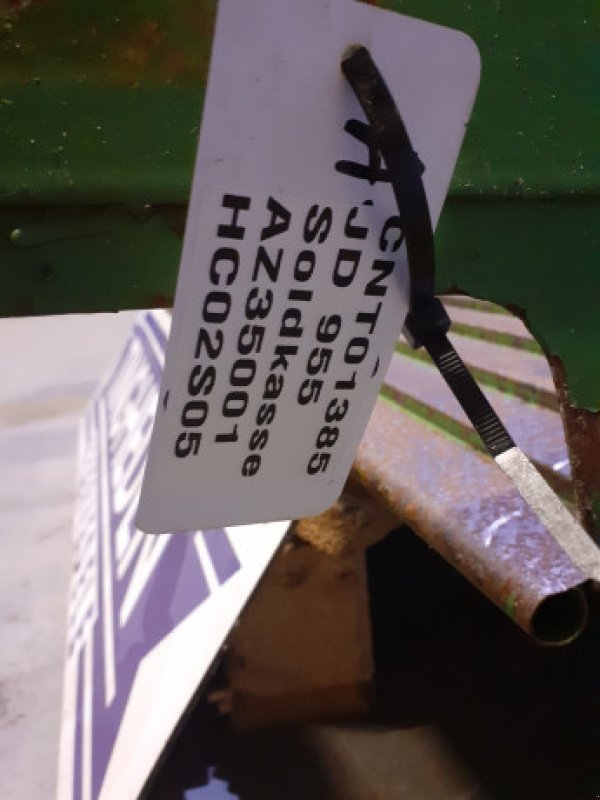 A
CNT01385
JD 955
Soldkasse
AZ35001
HC02S05